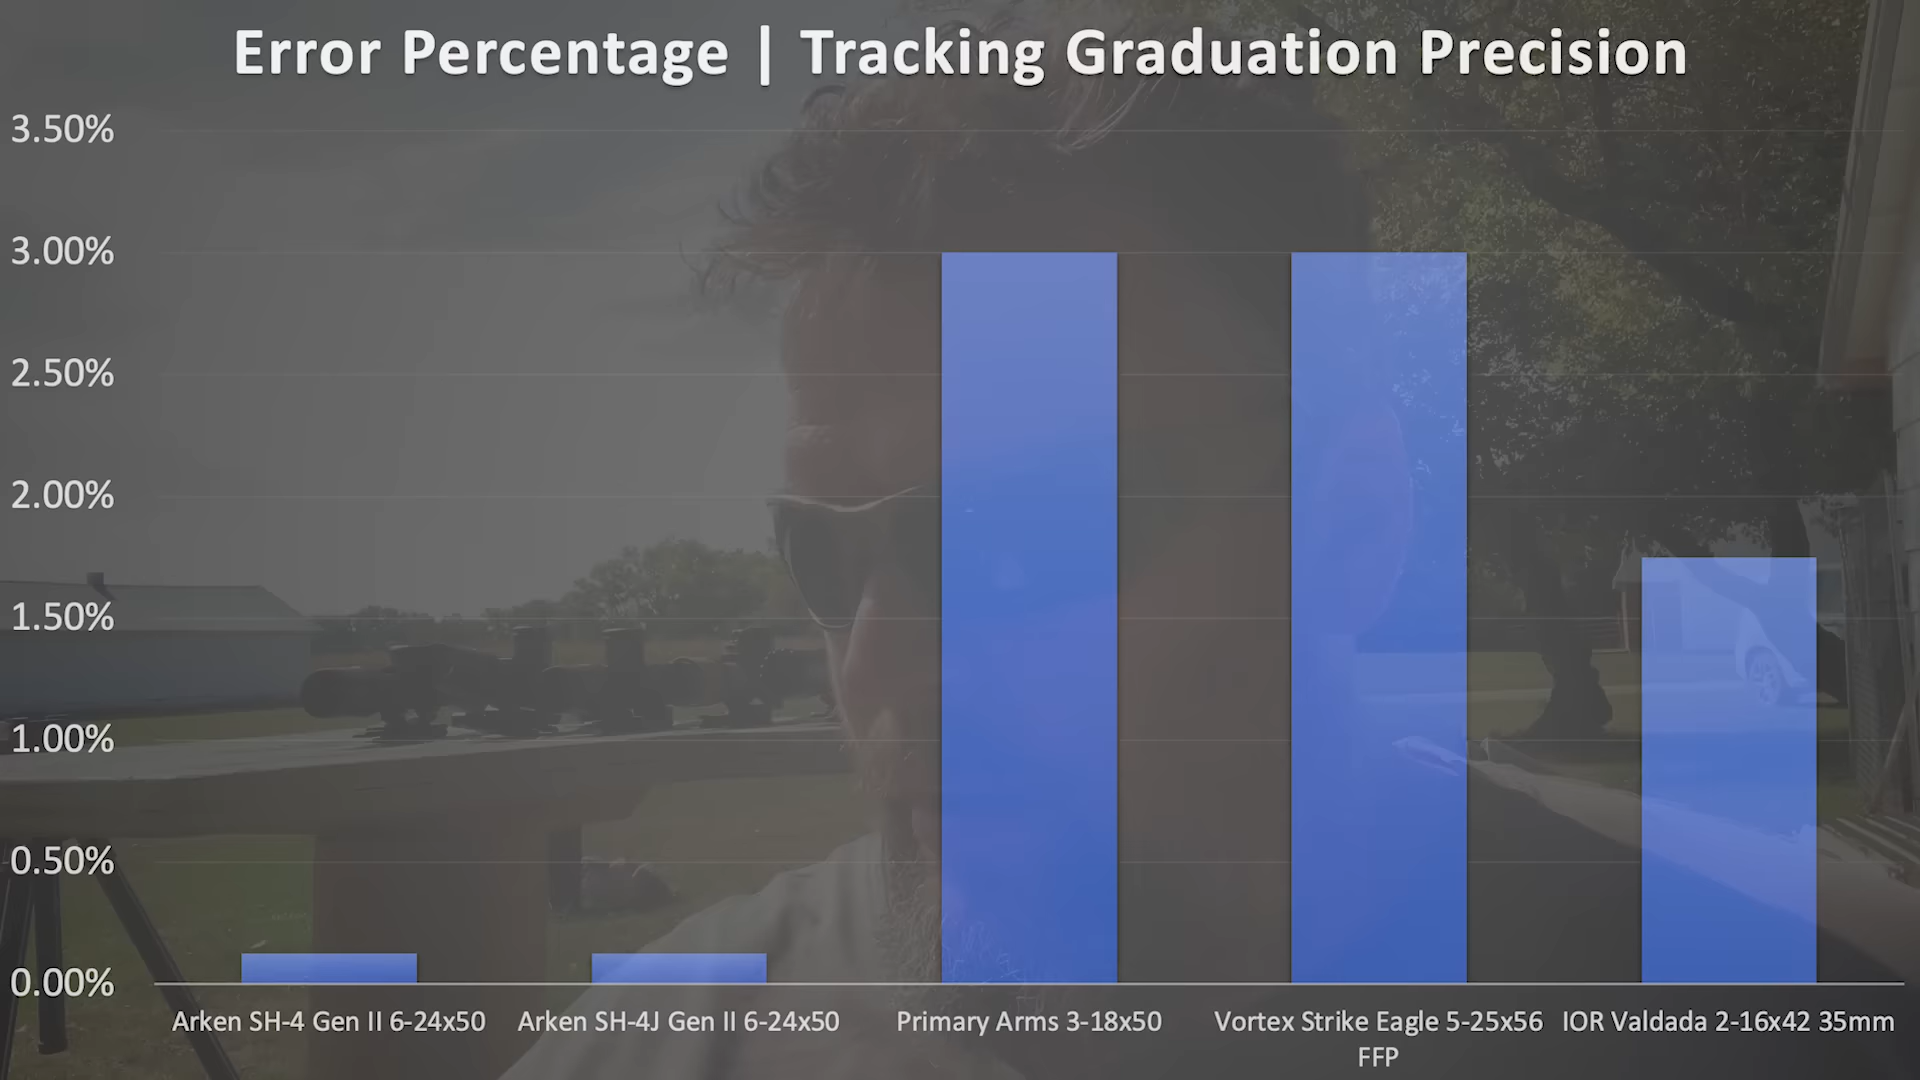 Error Percentage | Tracking Graduation Precision
3.50%
3.00%
2.50%
2.00%
1.50%
1.00%
0.50%
0.00%
Arken SH-4 Gen II 6-24x50
Arken SH-4J Gen II 6-24x50
Primary Arms 3-18x50
Vortex Strike Eagle 5-25x56
FFP
IOR Valdada 2-16x42 35mm